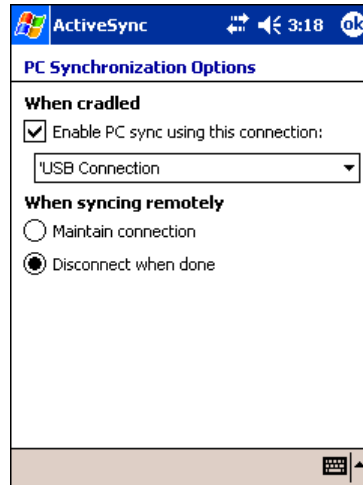 ActiveSync 3:18 ok
PC Synchronization Options
When cradled
Enable PC sync using this connection:
'USB Connection
When syncing remotely
Maintain connection
Disconnect when done